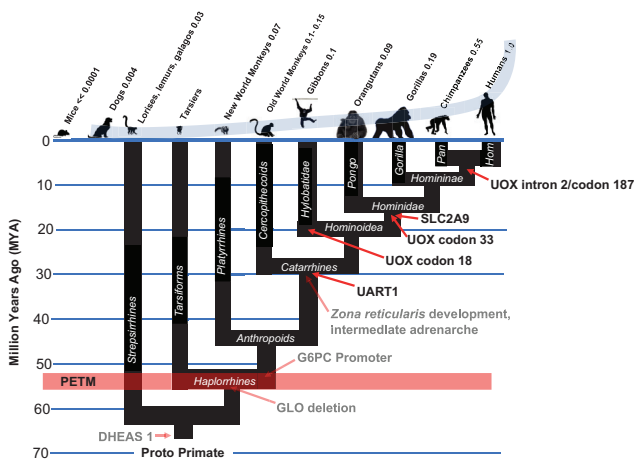 Mice << 0.0001
Dogs 0.004
Lorises, lemurs, galagos 0.03
Tarsiers
New World Monkeys 0.07
Old World Monkeys 0.1- 0.15
Gibbons 0.1
Orangutans 0.09
Gorillas 0.19
Chimpanzees 0.55
Humans 1.0
Million Years Ago (MYA)
0
10
20
30
40
50
60
70
Strepsirrhines
Tarsiforms
Platyrrhines
Cercopithecoids
Hylobatidae
Pongo
Gorilla
Pan
Hom
Homininae
UOX intron 2/codon 187
Hominidae
SLC2A9
Hominoidea
UOX codon 33
UOX codon 18
Catarrhines
UART1
Zona reticularis development,
intermedlate adrenarche
Anthropoids
G6PC Promoter
PETM
Haplorrhines
GLO deletion
DHEAS 1
Proto Primate